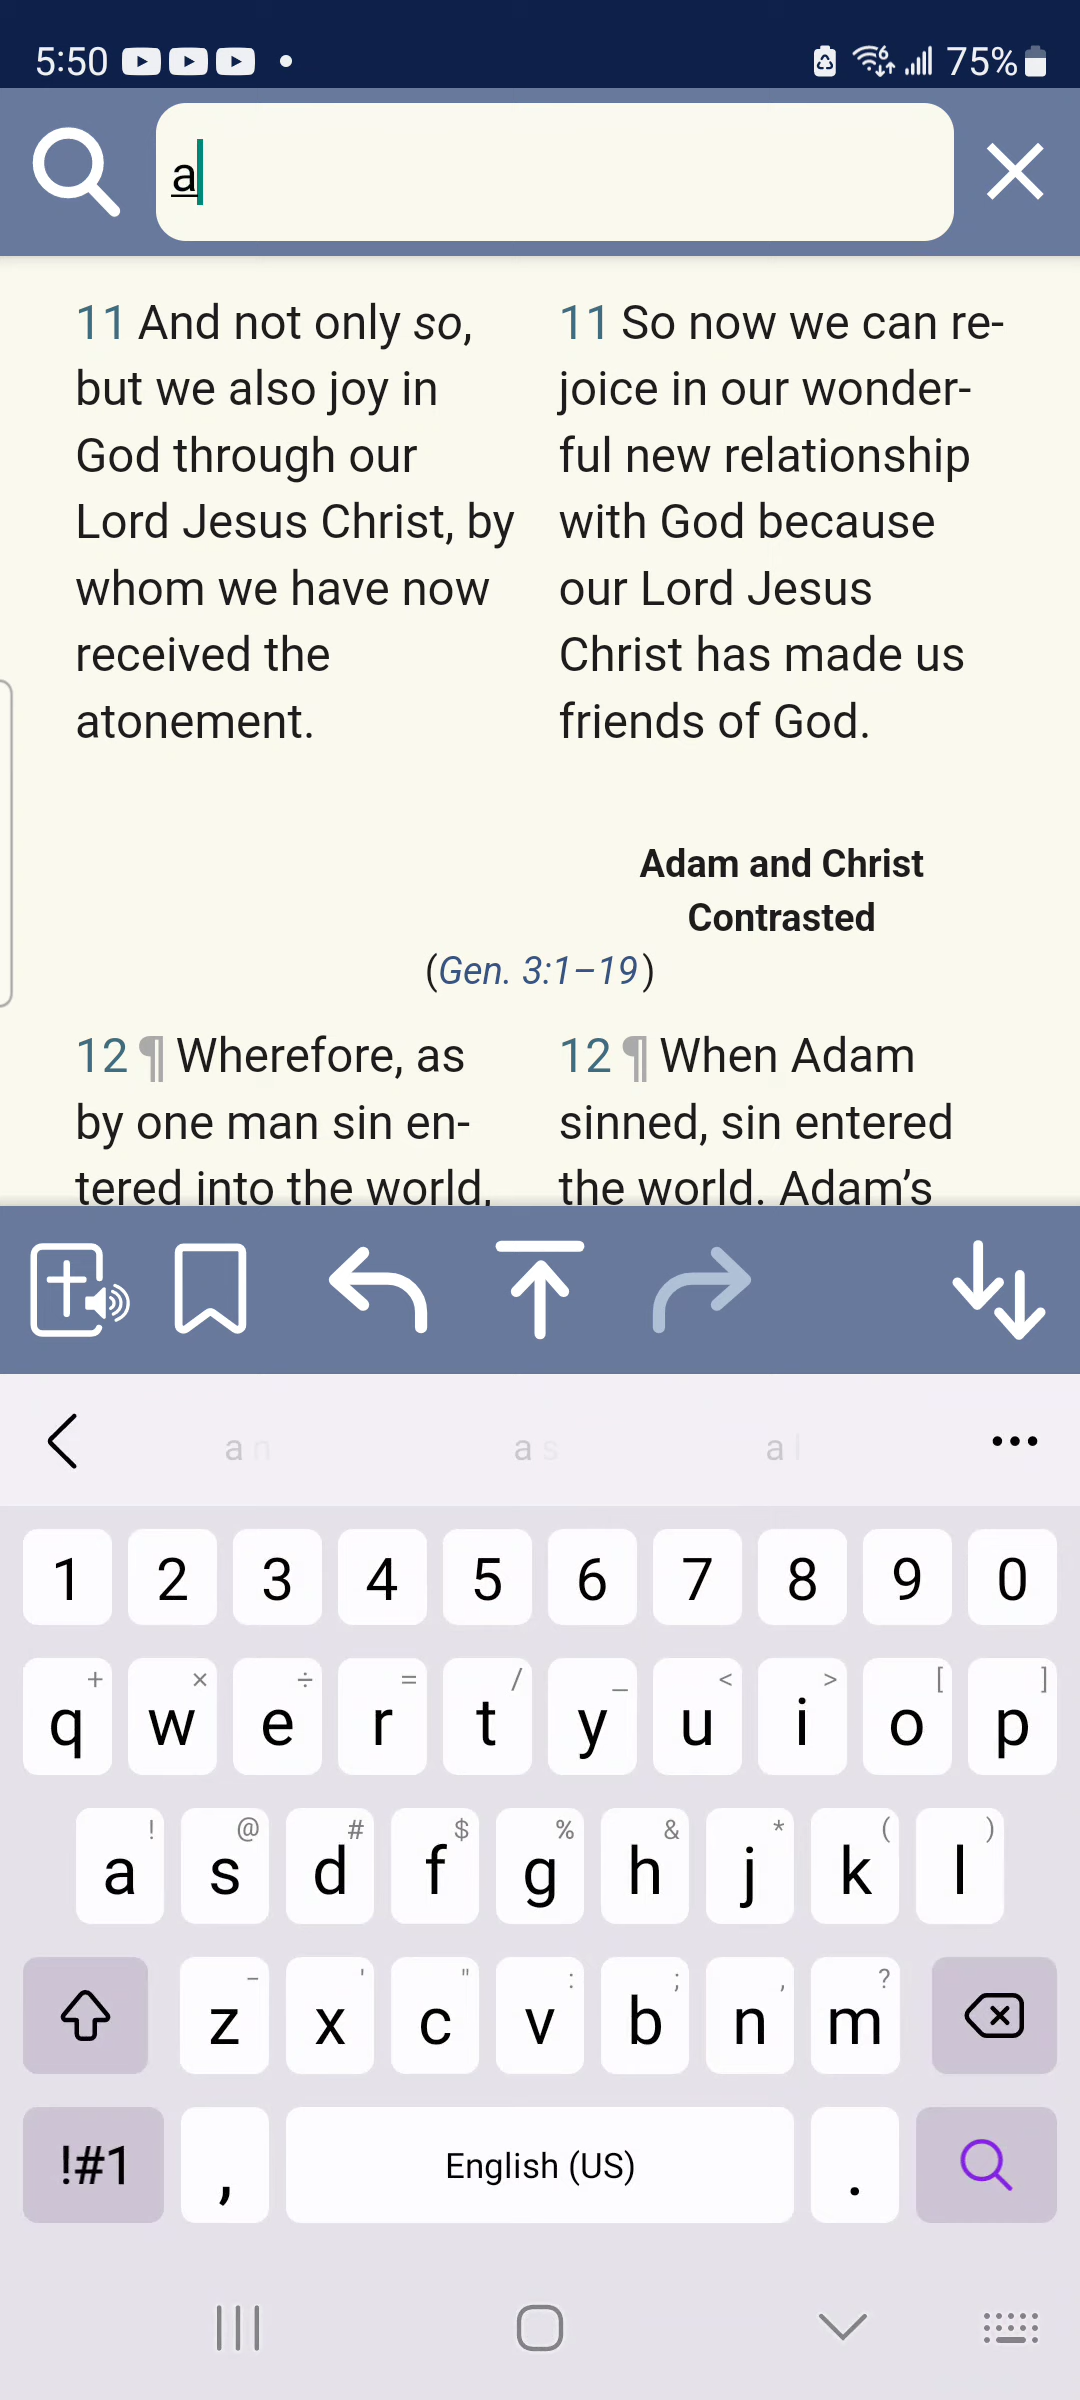 5:50
75%
a
11 And not only so,
but we also joy in
God through our
Lord Jesus Christ, by
whom we have now
received the
atonement.
11 So now we can re-
joice in our wonder-
ful new relationship
with God because
our Lord Jesus
Christ has made us
friends of God.
Adam and Christ
Contrasted
(Gen. 3:1–19)
12 ¶ Wherefore, as
by one man sin en-
tered into the world,
12 ¶ When Adam
sinned, sin entered
the world. Adam’s
an as al
1 2 3 4 5 6 7 8 9 0
+ × ÷ = / _ < > [ ]
q w e r t y u i o p
! @ # $ % & * ( )
a s d f g h j k l
- ' " : ; , ?
z x c v b n m
!#1 , English (US) .